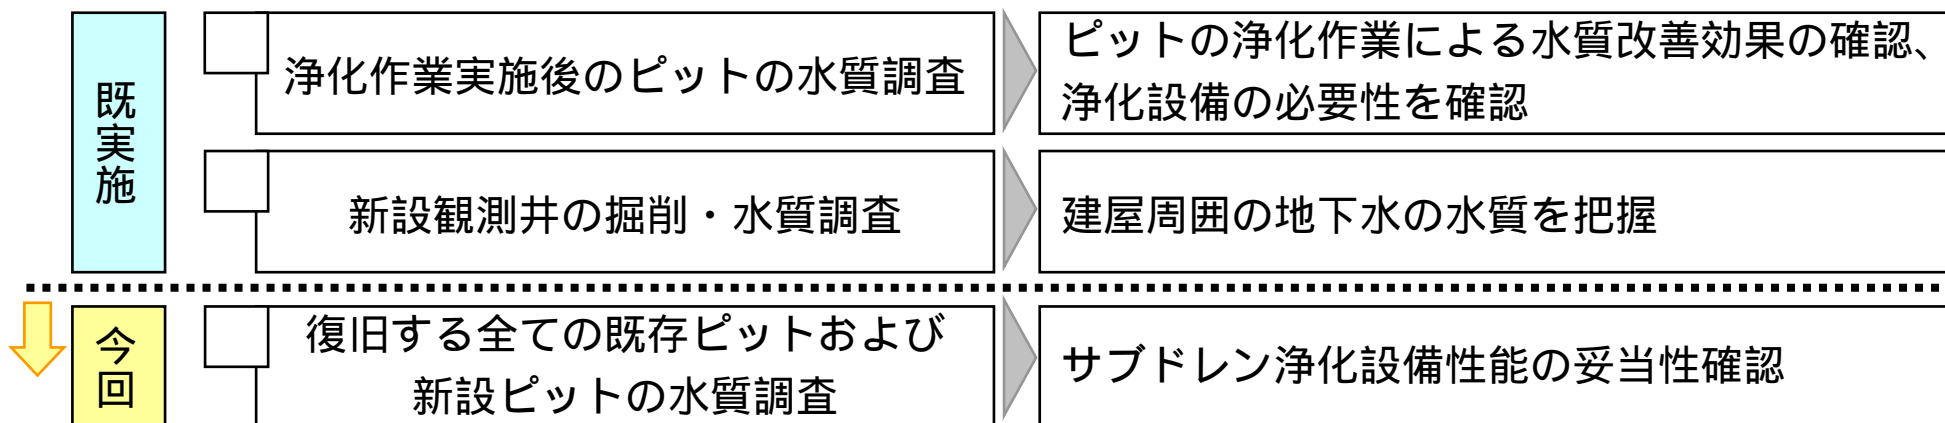 既実施
浄化作業実施後のピットの水質調査
ピットの浄化作業による水質改善効果の確認、
浄化設備の必要性を確認
新設観測井の掘削・水質調査
建屋周囲の地下水の水質を把握
今回
復旧する全ての既存ピットおよび
新設ピットの水質調査
サブドレン浄化設備性能の妥当性確認